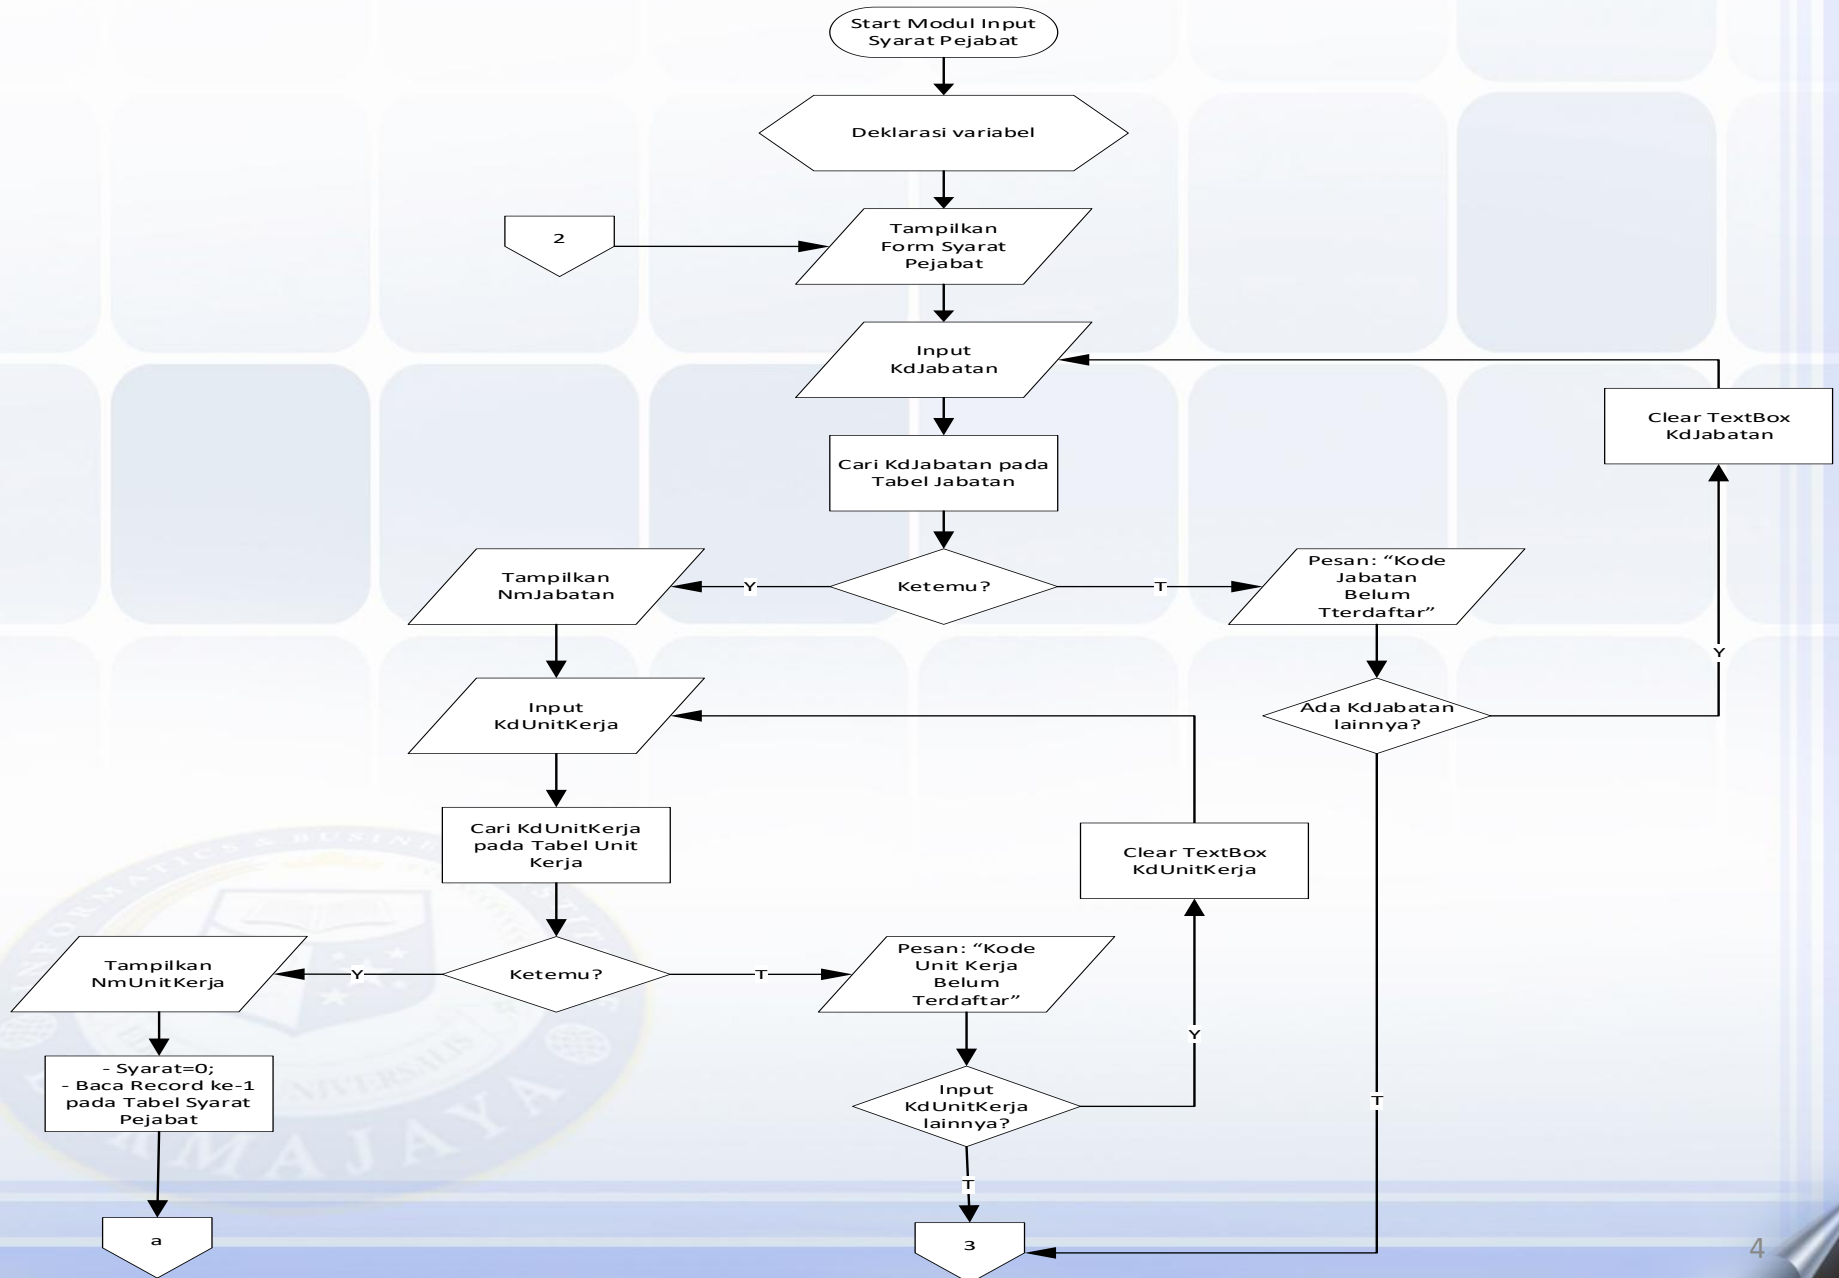 Start Modul Input
Syarat Pejabat
Deklarasi variabel
2
Tampilkan
Form Syarat
Pejabat
Input
KdJabatan
Clear TextBox
KdJabatan
Cari KdJabatan pada
Tabel Jabatan
Tampilkan
NmJabatan
Y
Ketemu?
T
Pesan: “Kode
Jabatan
Belum
Tterdaftar”
Y
Input
KdUnitKerja
Ada KdJabatan
lainnya?
Cari KdUnitKerja
pada Tabel Unit
Kerja
Clear TextBox
KdUnitKerja
Tampilkan
NmUnitKerja
Y
Ketemu?
T
Pesan: “Kode
Unit Kerja
Belum
Terdaftar”
Y
- Syarat=0;
- Baca Record ke-1
pada Tabel Syarat
Pejabat
Input
KdUnitKerja
lainnya?
T
T
a
3
4
INFORMATICS & BUSINESS
AMAJAYA